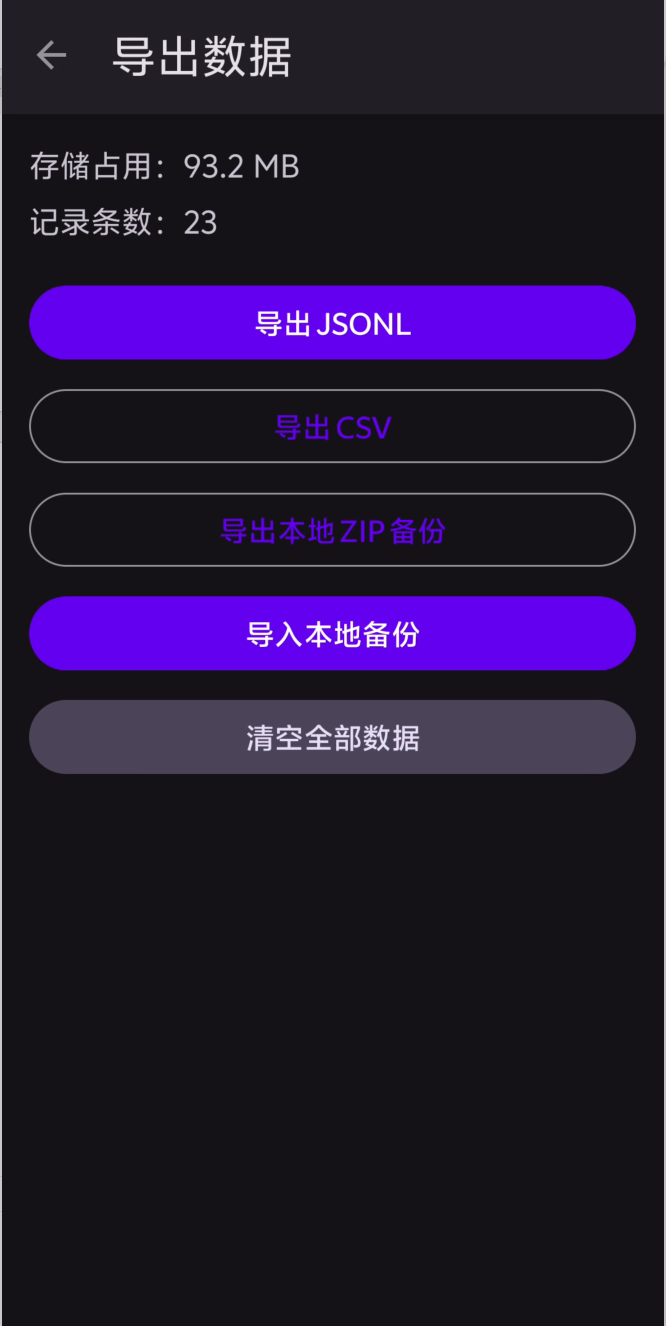 导出数据
存储占用：93.2 MB
记录条数：23
导出 JSONL
导出 CSV
导出本地 ZIP 备份
导入本地备份
清空全部数据